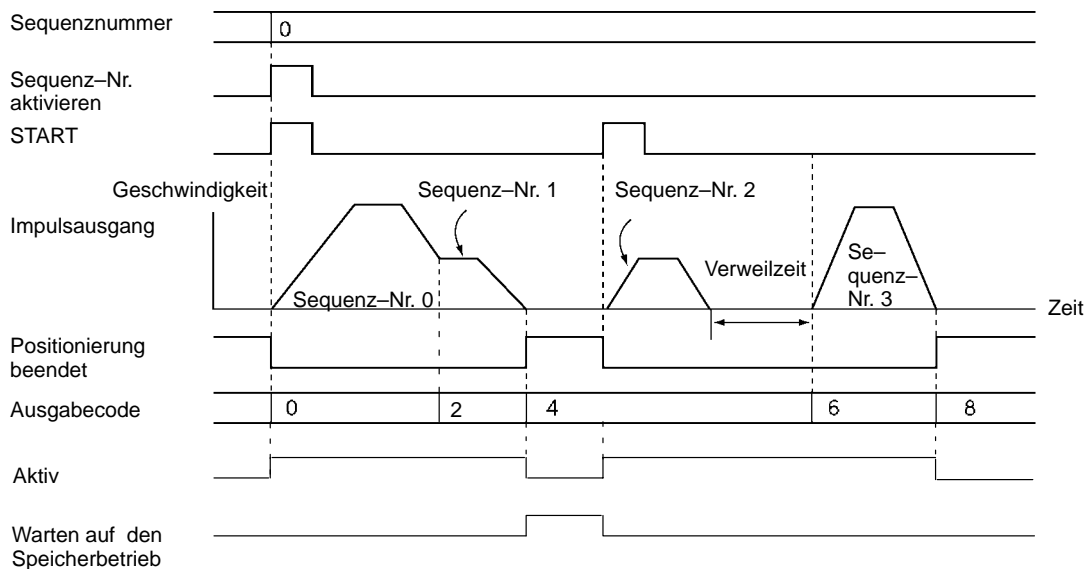 Sequenznummer
0
Sequenz–Nr.
aktivieren
START
Geschwindigkeit
Sequenz–Nr. 1
Sequenz–Nr. 2
Impulsausgang
Verweilzeit
Se–
quenz–
Nr. 3
Sequenz–Nr. 0
Zeit
Positionierung
beendet
Ausgabecode
0 2 4 6 8
Aktiv
Warten auf den
Speicherbetrieb